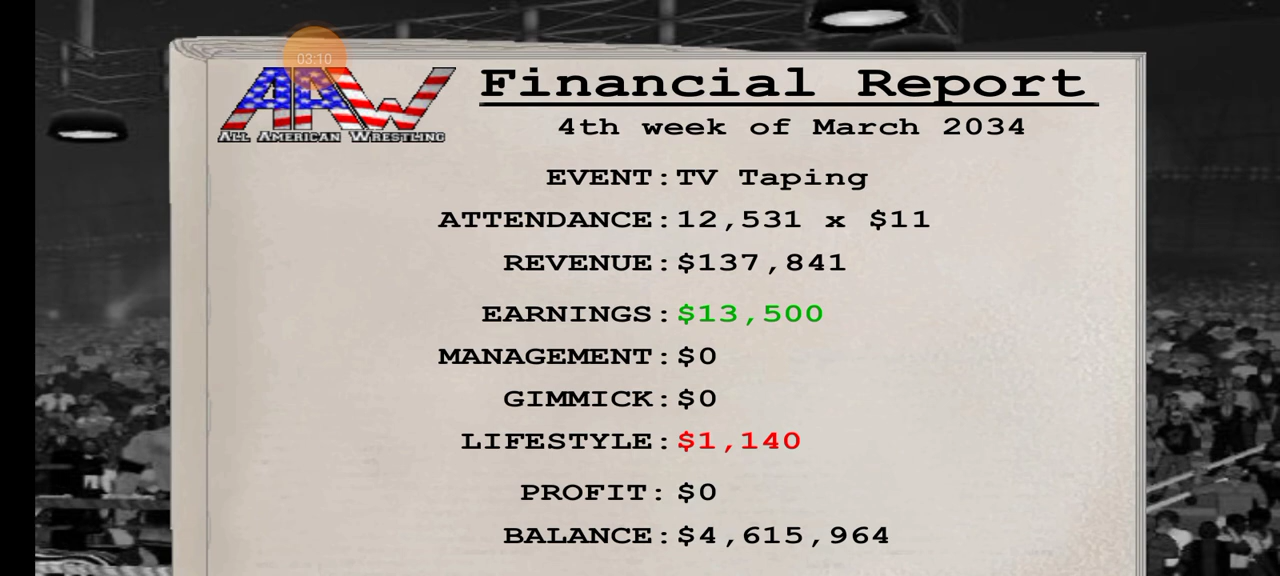 03:10
AAW
ALL AMERICAN WRESTLING
Financial Report
4th week of March 2034
EVENT: TV Taping
ATTENDANCE: 12,531 x $11
REVENUE: $137,841
EARNINGS: $13,500
MANAGEMENT: $0
GIMMICK: $0
LIFESTYLE: $1,140
PROFIT: $0
BALANCE: $4,615,964